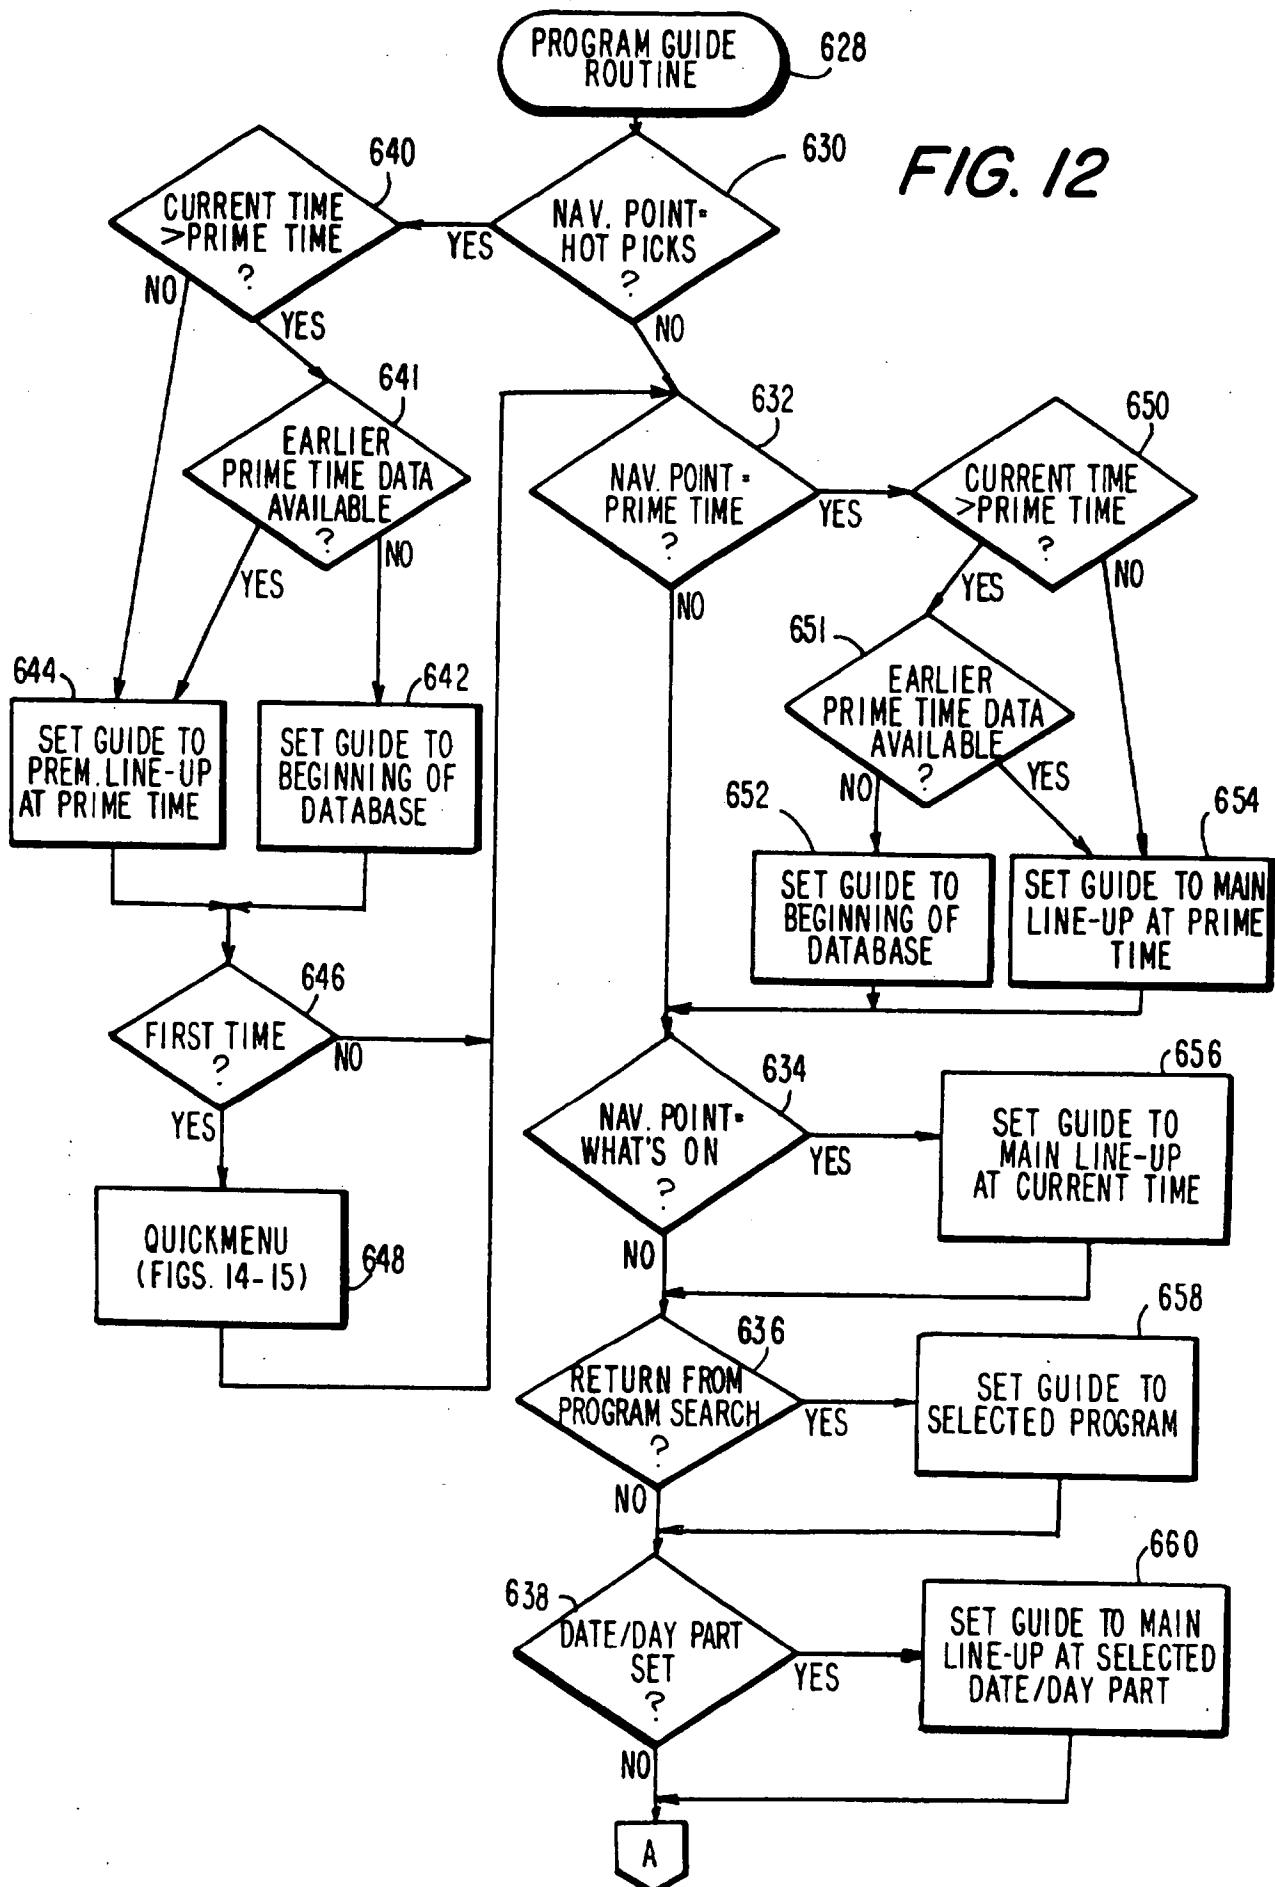 PROGRAM GUIDE
ROUTINE
628
FIG. 12
630
NAV. POINT=
HOT PICKS
?
YES
NO
640
CURRENT TIME
>PRIME TIME
?
NO
YES
641
EARLIER
PRIME TIME DATA
AVAILABLE
?
YES
NO
644
SET GUIDE TO
PREM. LINE-UP
AT PRIME TIME
642
SET GUIDE TO
BEGINNING OF
DATABASE
646
FIRST TIME
?
NO
YES
QUICKMENU
(FIGS. 14-15)
648
632
NAV. POINT=
PRIME TIME
?
YES
NO
650
CURRENT TIME
>PRIME TIME
?
YES
NO
651
EARLIER
PRIME TIME DATA
AVAILABLE
?
NO
YES
652
SET GUIDE TO
BEGINNING OF
DATABASE
654
SET GUIDE TO MAIN
LINE-UP AT PRIME
TIME
634
NAV. POINT=
WHAT'S ON
?
YES
NO
656
SET GUIDE TO
MAIN LINE-UP
AT CURRENT TIME
636
RETURN FROM
PROGRAM SEARCH
?
YES
NO
658
SET GUIDE TO
SELECTED PROGRAM
638
DATE/DAY PART
SET
?
YES
NO
660
SET GUIDE TO MAIN
LINE-UP AT SELECTED
DATE/DAY PART
A